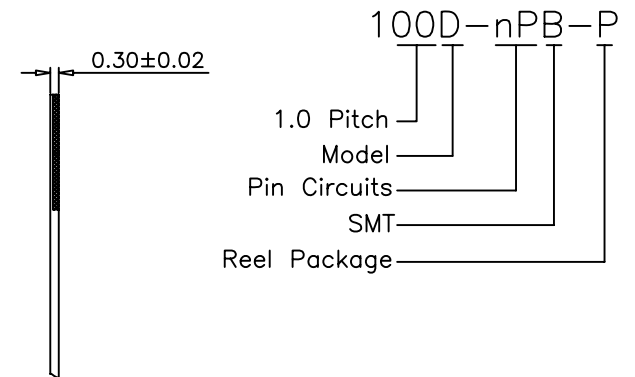 100D-nPB-P
0.30±0.02
1.0 Pitch
Model
Pin Circuits
SMT
Reel Package